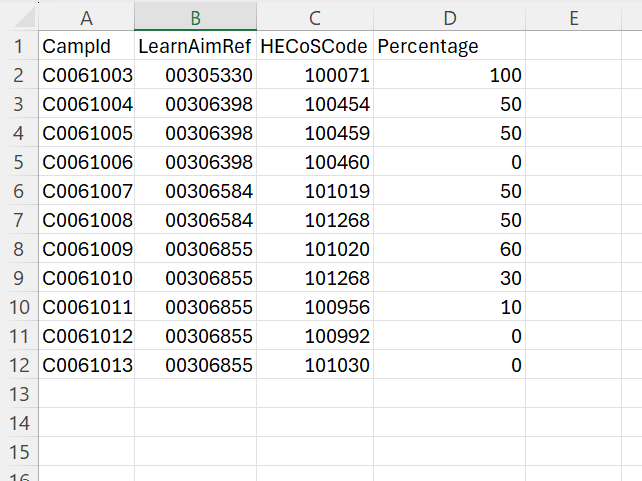 A B C D E
1 CampId LearnAimRef HECoSCode Percentage
2 C0061003 00305330 100071 100
3 C0061004 00306398 100454 50
4 C0061005 00306398 100459 50
5 C0061006 00306398 100460 0
6 C0061007 00306584 101019 50
7 C0061008 00306584 101268 50
8 C0061009 00306855 101020 60
9 C0061010 00306855 101268 30
10 C0061011 00306855 100956 10
11 C0061012 00306855 100992 0
12 C0061013 00306855 101030 0
13
14
15
16